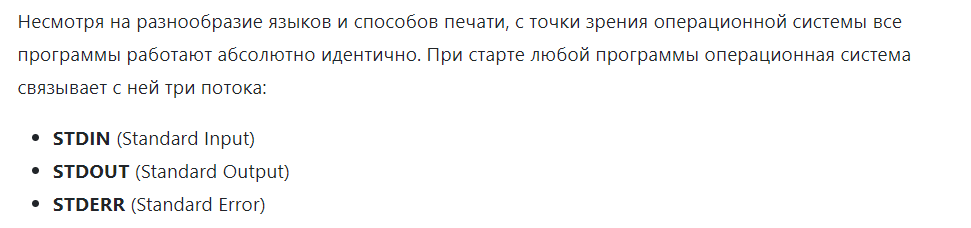 Несмотря на разнообразие языков и способов печати, с точки зрения операционной системы все
программы работают абсолютно идентично. При старте любой программы операционная система
связывает с ней три потока:
• STDIN (Standard Input)
• STDOUT (Standard Output)
• STDERR (Standard Error)